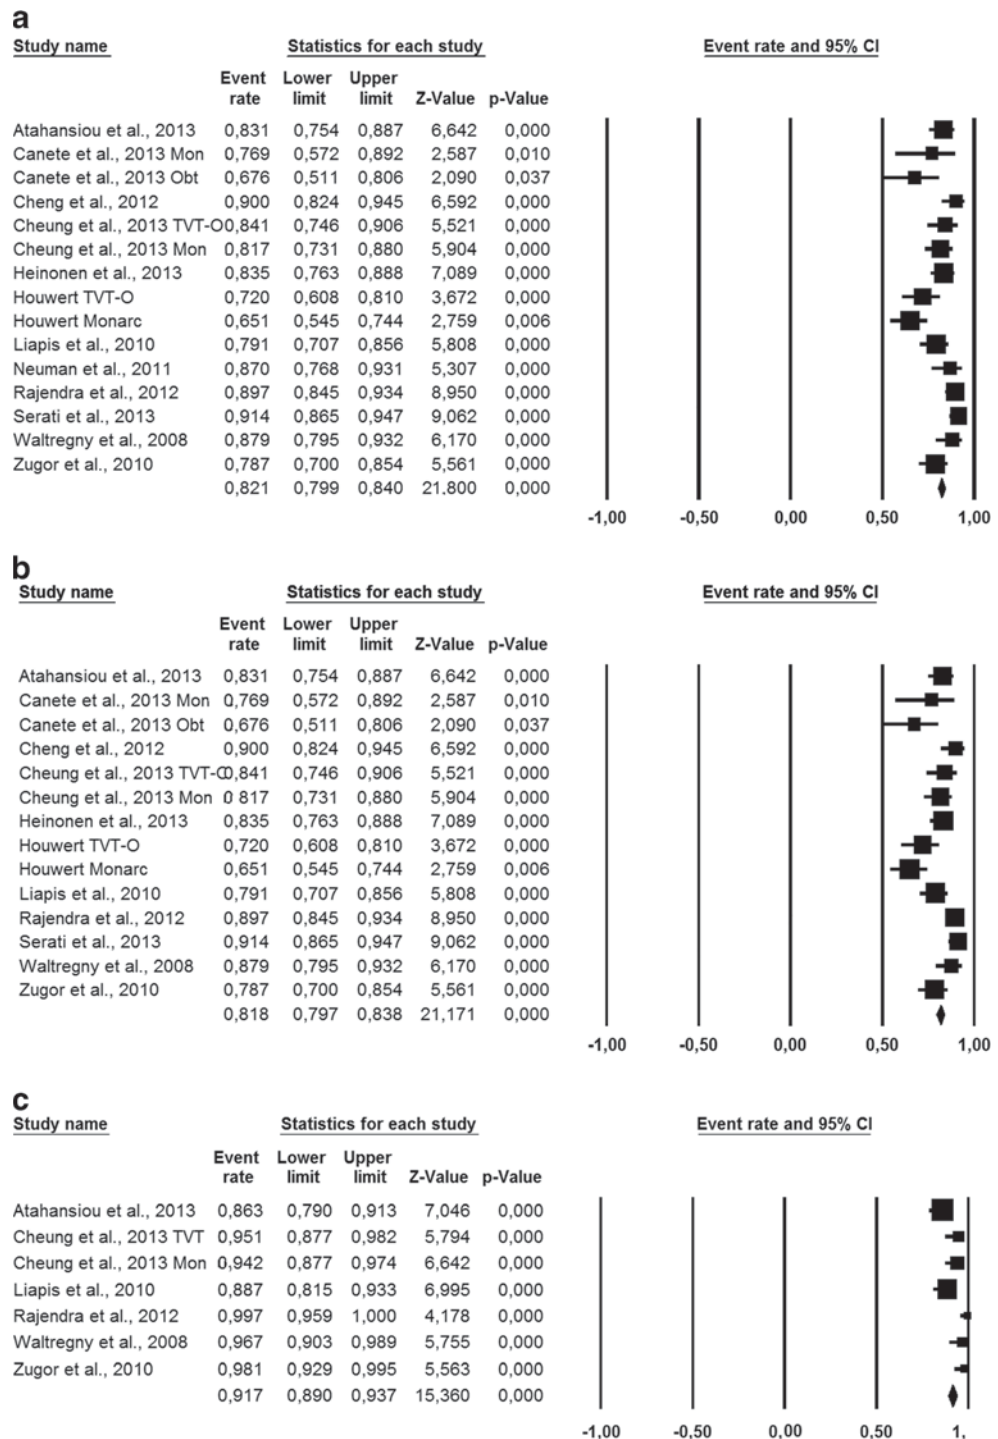 a
Study name Statistics for each study Event rate and 95% CI
Event Lower Upper
rate limit limit Z-Value p-Value
Atahansiou et al., 2013 0,831 0,754 0,887 6,642 0,000
Canete et al., 2013 Mon 0,769 0,572 0,892 2,587 0,010
Canete et al., 2013 Obt 0,676 0,511 0,806 2,090 0,037
Cheng et al., 2012 0,900 0,824 0,945 6,592 0,000
Cheung et al., 2013 TVT-O 0,841 0,746 0,906 5,521 0,000
Cheung et al., 2013 Mon 0,817 0,731 0,880 5,904 0,000
Heinonen et al., 2013 0,835 0,763 0,888 7,089 0,000
Houwert TVT-O 0,720 0,608 0,810 3,672 0,000
Houwert Monarc 0,651 0,545 0,744 2,759 0,006
Liapis et al., 2010 0,791 0,707 0,856 5,808 0,000
Neuman et al., 2011 0,870 0,768 0,931 5,307 0,000
Rajendra et al., 2012 0,897 0,845 0,934 8,950 0,000
Serati et al., 2013 0,914 0,865 0,947 9,062 0,000
Waltregny et al., 2008 0,879 0,795 0,932 6,170 0,000
Zugor et al., 2010 0,787 0,700 0,854 5,561 0,000
0,821 0,799 0,840 21,800 0,000
-1,00 -0,50 0,00 0,50 1,00
b
Study name Statistics for each study Event rate and 95% CI
Event Lower Upper
rate limit limit Z-Value p-Value
Atahansiou et al., 2013 0,831 0,754 0,887 6,642 0,000
Canete et al., 2013 Mon 0,769 0,572 0,892 2,587 0,010
Canete et al., 2013 Obt 0,676 0,511 0,806 2,090 0,037
Cheng et al., 2012 0,900 0,824 0,945 6,592 0,000
Cheung et al., 2013 TVT-O 0,841 0,746 0,906 5,521 0,000
Cheung et al., 2013 Mon 0 817 0,731 0,880 5,904 0,000
Heinonen et al., 2013 0,835 0,763 0,888 7,089 0,000
Houwert TVT-O 0,720 0,608 0,810 3,672 0,000
Houwert Monarc 0,651 0,545 0,744 2,759 0,006
Liapis et al., 2010 0,791 0,707 0,856 5,808 0,000
Rajendra et al., 2012 0,897 0,845 0,934 8,950 0,000
Serati et al., 2013 0,914 0,865 0,947 9,062 0,000
Waltregny et al., 2008 0,879 0,795 0,932 6,170 0,000
Zugor et al., 2010 0,787 0,700 0,854 5,561 0,000
0,818 0,797 0,838 21,171 0,000
-1,00 -0,50 0,00 0,50 1,00
c
Study name Statistics for each study Event rate and 95% CI
Event Lower Upper
rate limit limit Z-Value p-Value
Atahansiou et al., 2013 0,863 0,790 0,913 7,046 0,000
Cheung et al., 2013 TVT 0,951 0,877 0,982 5,794 0,000
Cheung et al., 2013 Mon 0,942 0,877 0,974 6,642 0,000
Liapis et al., 2010 0,887 0,815 0,933 6,995 0,000
Rajendra et al., 2012 0,997 0,959 1,000 4,178 0,000
Waltregny et al., 2008 0,967 0,903 0,989 5,755 0,000
Zugor et al., 2010 0,981 0,929 0,995 5,563 0,000
0,917 0,890 0,937 15,360 0,000
-1,00 -0,50 0,00 0,50 1,